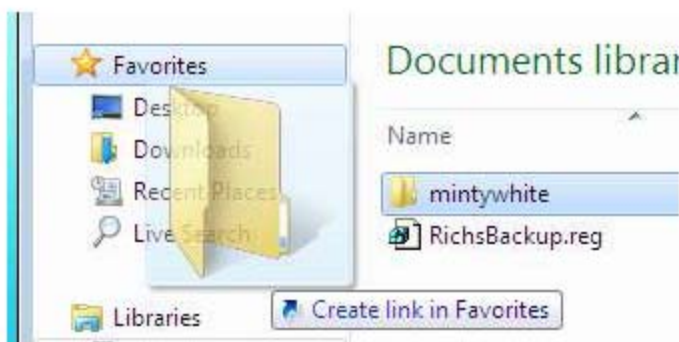 Favorites
Desktop
Downloads
Recent Places
Live Search
Libraries
Documents librar
Name
mintywhite
RichsBackup.reg
Create link in Favorites